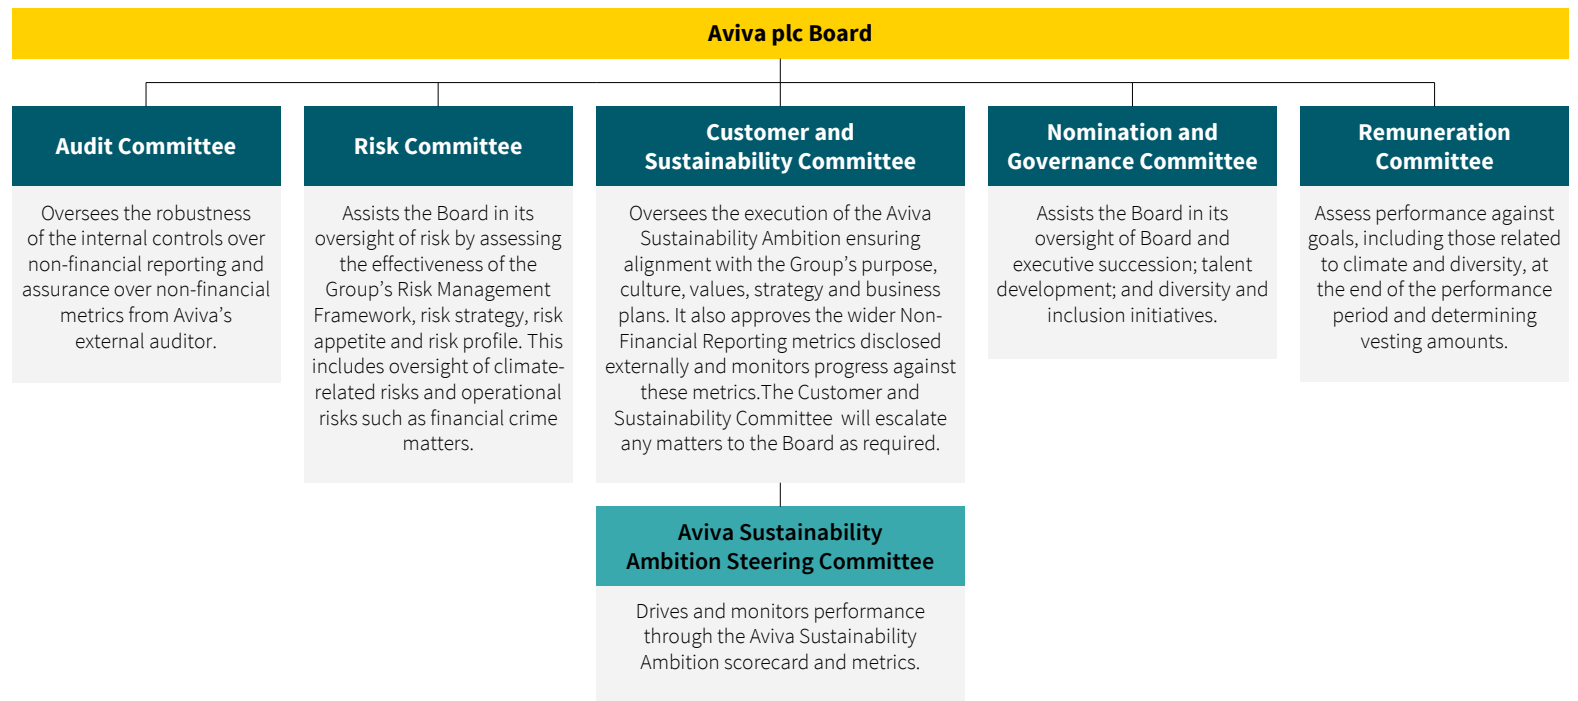 Aviva plc Board
Audit Committee
Oversees the robustness
of the internal controls over
non-financial reporting and
assurance over non-financial
metrics from Aviva's
external auditor.
Risk Committee
Assists the Board in its
oversight of risk by assessing
the effectiveness of the
Group's Risk Management
Framework, risk strategy, risk
appetite and risk profile. This
includes oversight of climate-
related risks and operational
risks such as financial crime
matters.
Customer and
Sustainability Committee
Oversees the execution of the Aviva
Sustainability Ambition ensuring
alignment with the Group's purpose,
culture, values, strategy and business
plans. It also approves the wider Non-
Financial Reporting metrics disclosed
externally and monitors progress against
these metrics.The Customer and
Sustainability Committee  will escalate
any matters to the Board as required.
Nomination and
Governance Committee
Assists the Board in its
oversight of Board and
executive succession; talent
development; and diversity and
inclusion initiatives.
Remuneration
Committee
Assess performance against
goals, including those related
to climate and diversity, at
the end of the performance
period and determining
vesting amounts.
Aviva Sustainability
Ambition Steering Committee
Drives and monitors performance
through the Aviva Sustainability
Ambition scorecard and metrics.